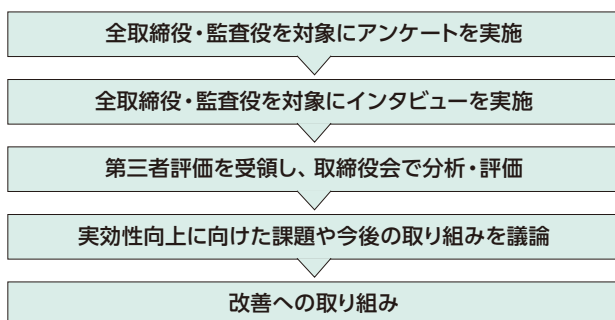 全取締役・監査役を対象にアンケートを実施
全取締役・監査役を対象にインタビューを実施
第三者評価を受領し、取締役会で分析・評価
実効性向上に向けた課題や今後の取り組みを議論
改善への取り組み